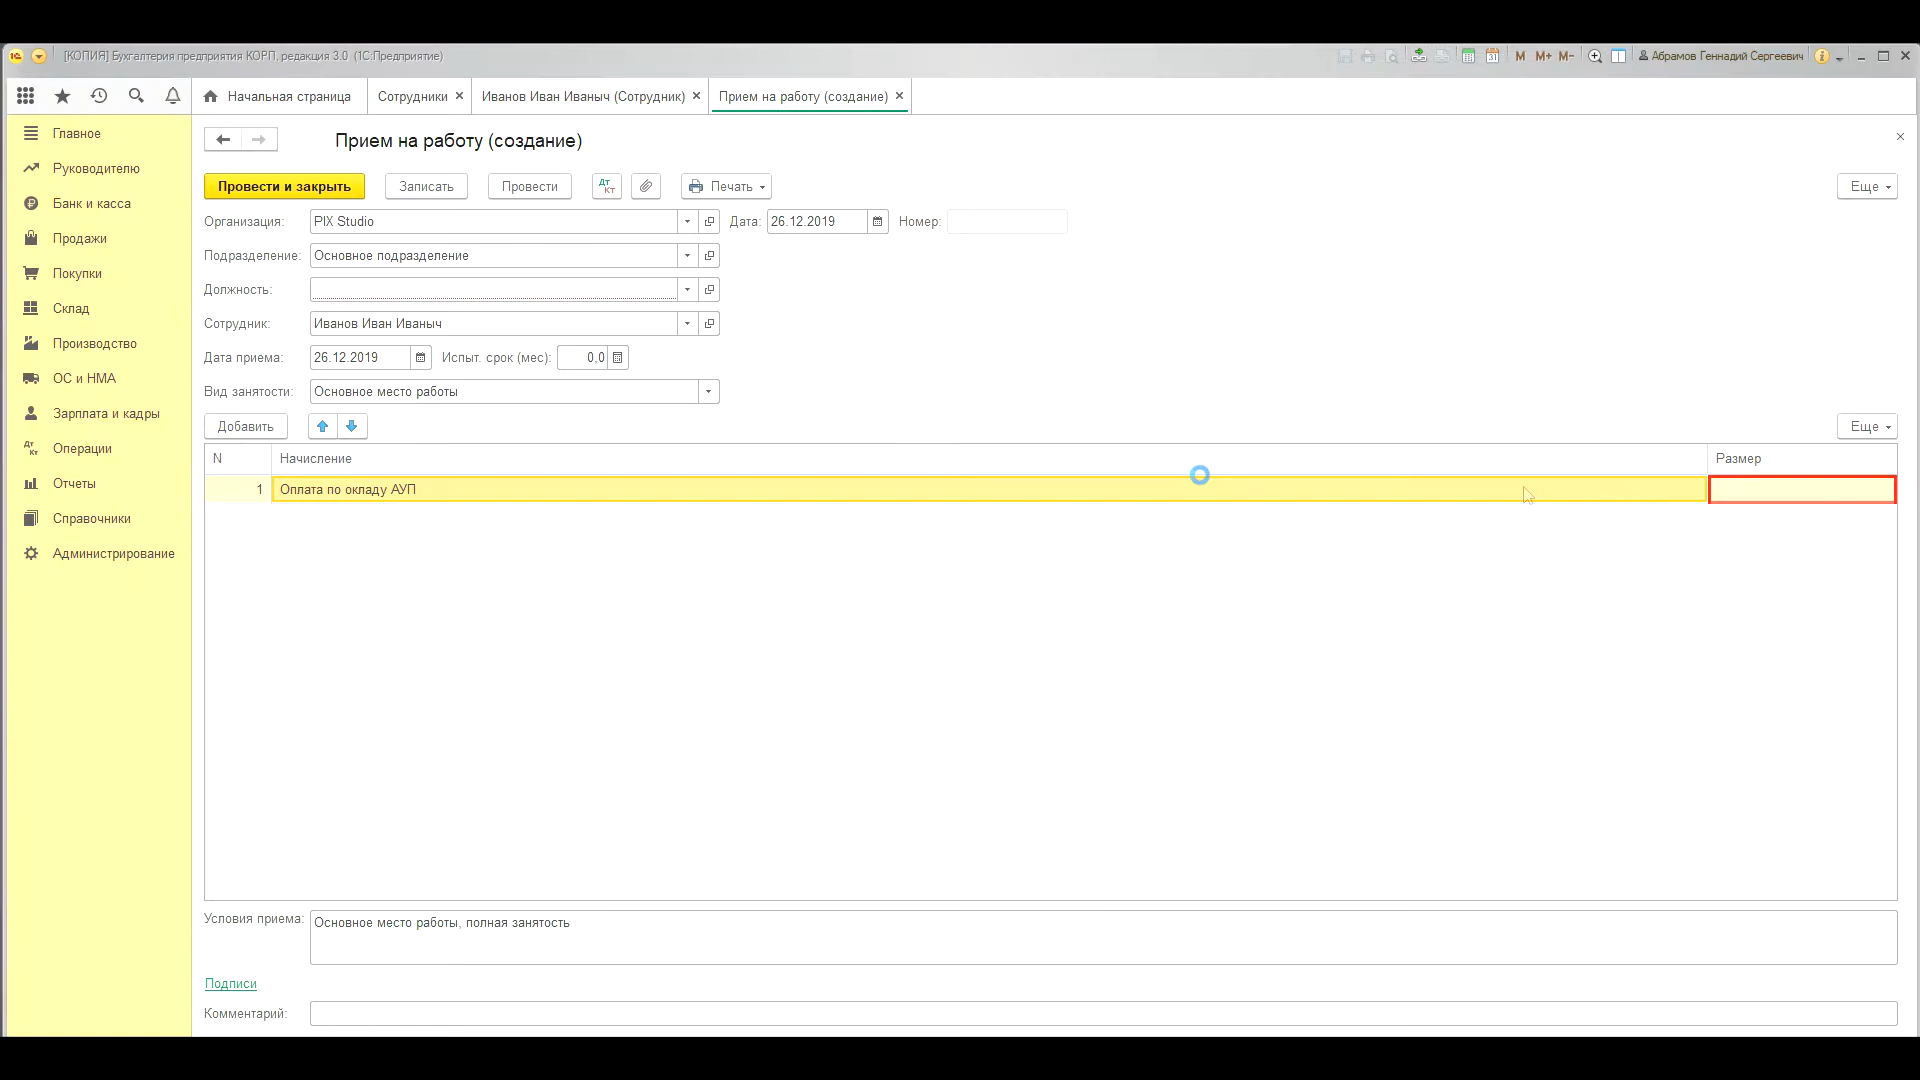 [КОПИЯ] Бухгалтерия предприятия КОРП, редакция 3.0 (1С:Предприятие)
31 M M+ M- Абрамов Геннадий Сергеевич
Начальная страница
Сотрудники ×
Иванов Иван Иваныч (Сотрудник) ×
Прием на работу (создание) ×
Главное
Руководителю
Банк и касса
Продажи
Покупки
Склад
Производство
ОС и НМА
Зарплата и кадры
Дт Кт Операции
Отчеты
Справочники
Администрирование
Прием на работу (создание)
Провести и закрыть Записать Провести Дт Кт Печать Еще
Организация: PIX Studio Дата: 26.12.2019 Номер:
Подразделение: Основное подразделение
Должность:
Сотрудник: Иванов Иван Иваныч
Дата приема: 26.12.2019 Испыт. срок (мес): 0,0
Вид занятости: Основное место работы
Добавить Еще
N Начисление Размер
1 Оплата по окладу АУП
Условия приема: Основное место работы, полная занятость
Подписи
Комментарий: